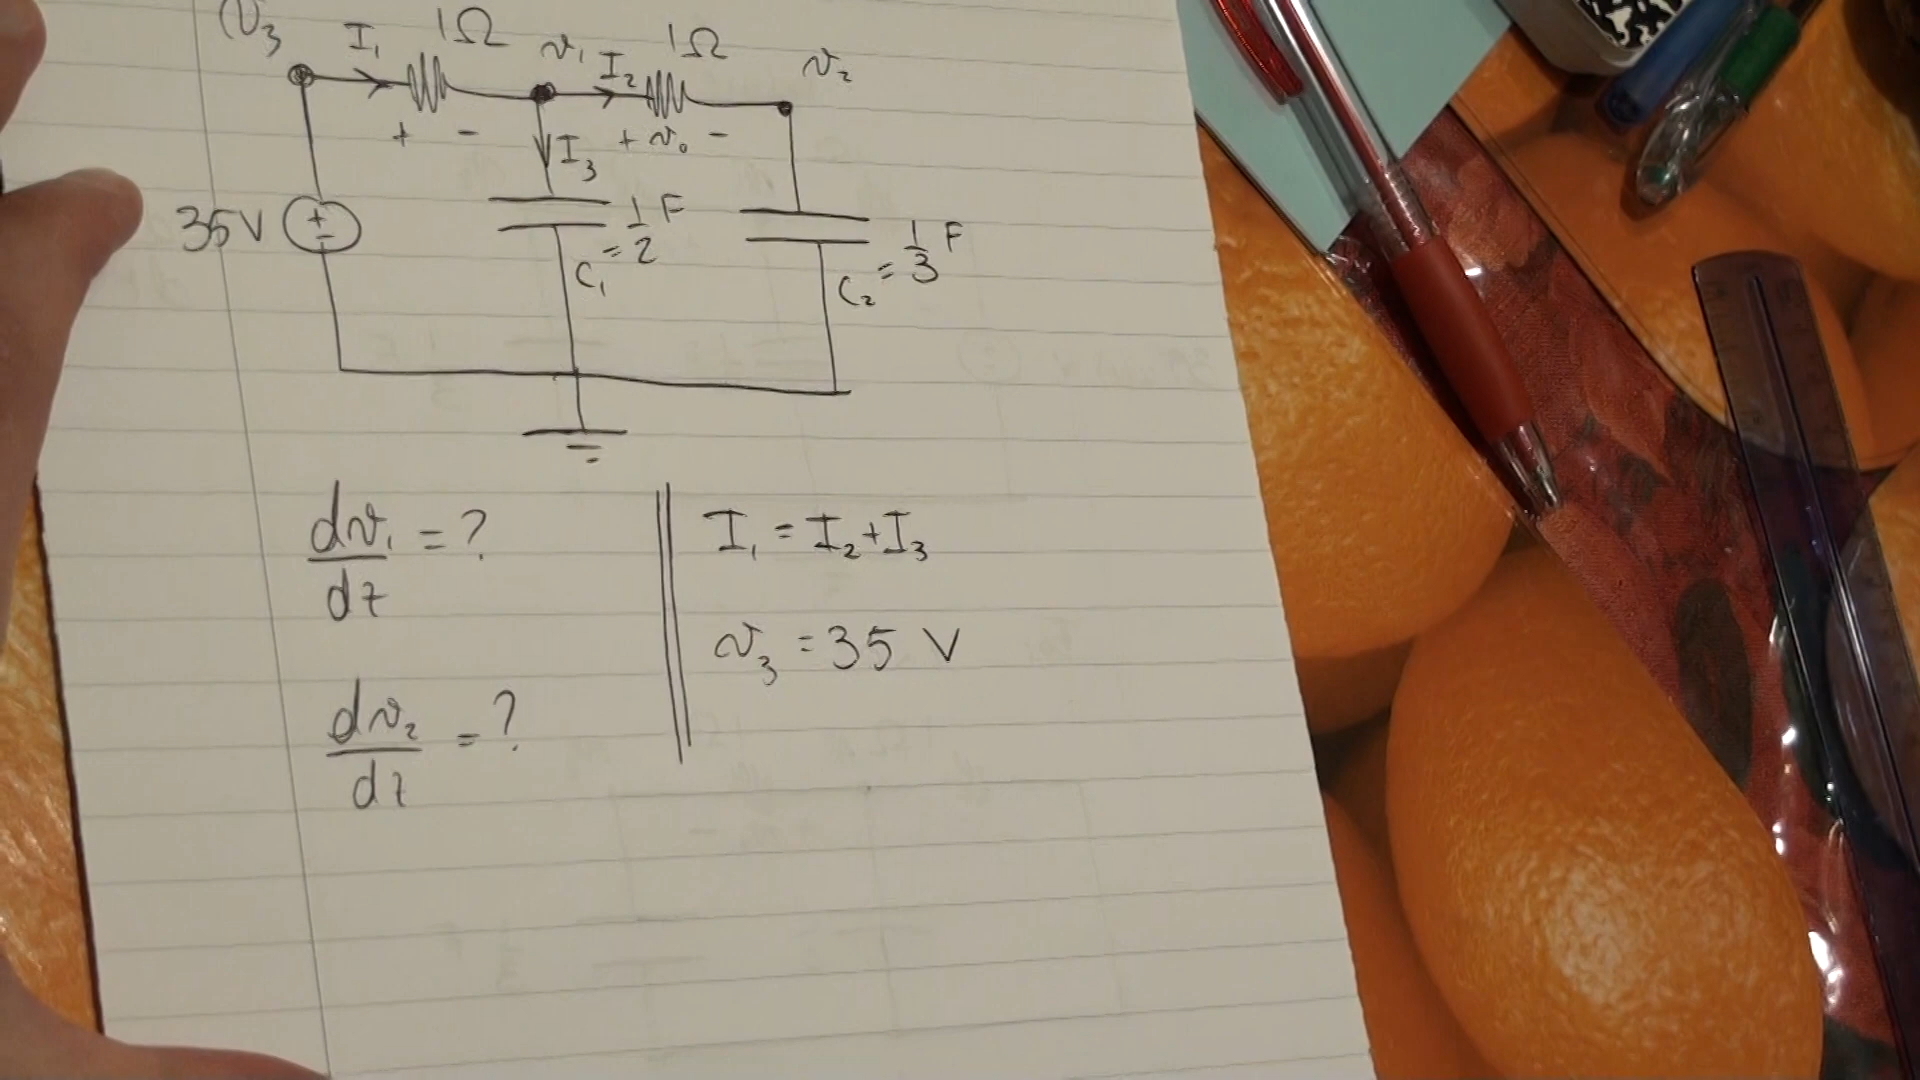 v₃ I₁ 1Ω v₁ I₂ 1Ω v₂
+ - I₃ + v₀ -
35V + - C₁ = 1/2 F C₂ = 1/3 F
dv₁/dt = ? I₁ = I₂ + I₃
v₃ = 35 V
dv₂/dt = ?